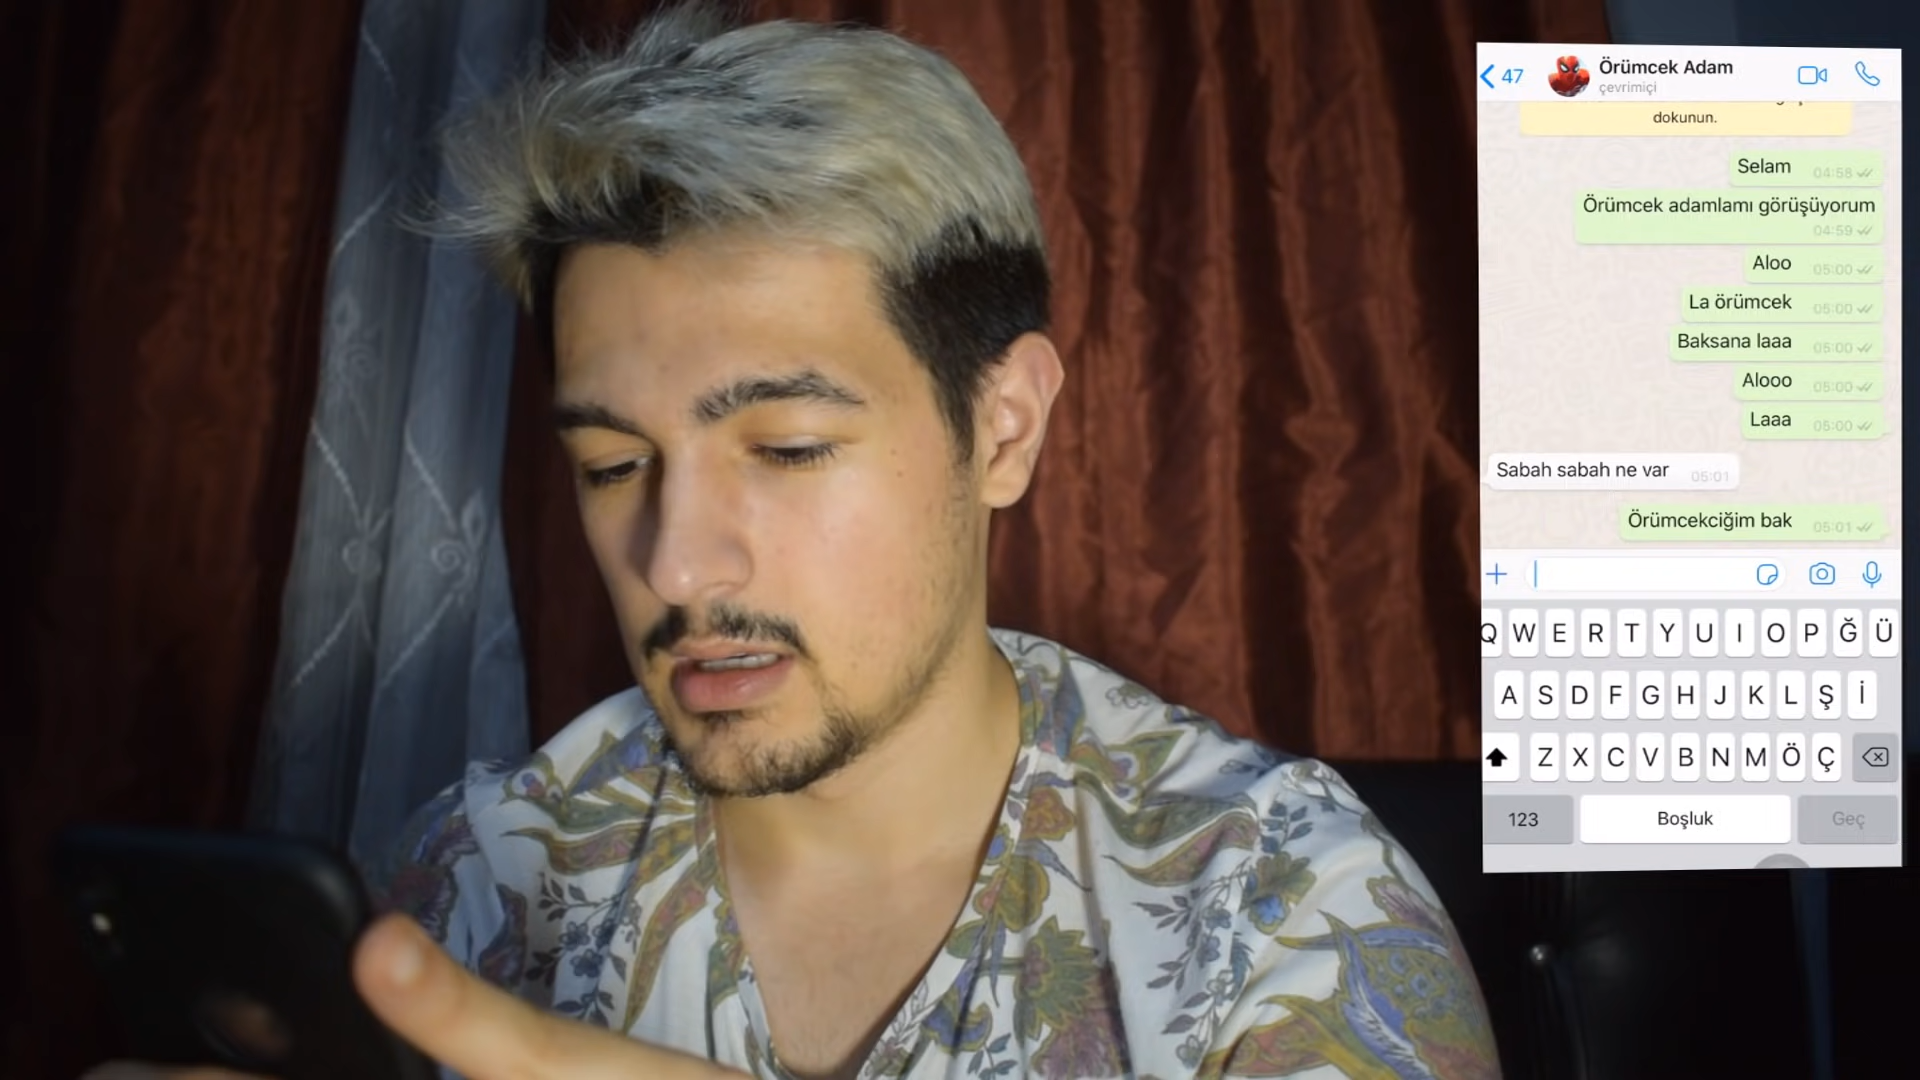 47
Örümcek Adam
çevrimiçi
dokunun.
Selam 04:58
Örümcek adamlamı görüşüyorum
04:59
Aloo 05:00
La örümcek 05:00
Baksana laaa 05:00
Alooo 05:00
Laaa 05:00
Sabah sabah ne var 05:01
Örümcekciğim bak 05:01
Q W E R T Y U I O P Ğ Ü
A S D F G H J K L Ş İ
Z X C V B N M Ö Ç
123 Boşluk Geç